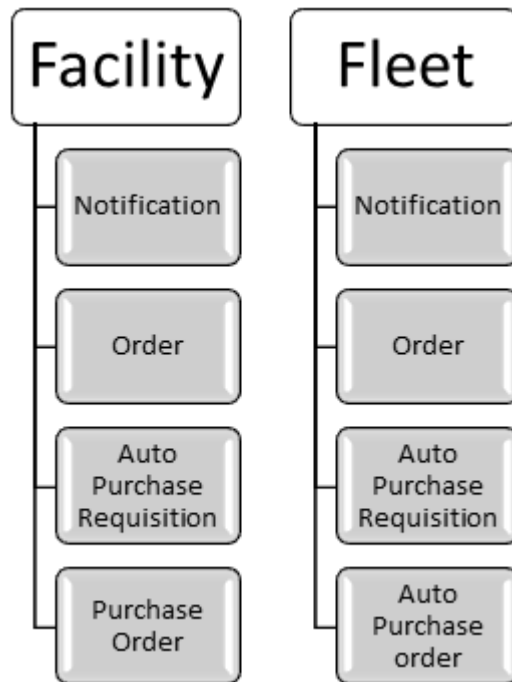 Facility
Notification
Order
Auto
Purchase
Requisition
Purchase
Order
Fleet
Notification
Order
Auto
Purchase
Requisition
Auto
Purchase
order